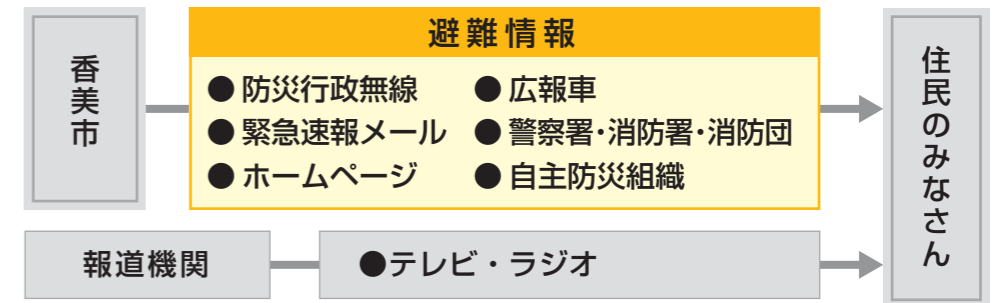 香美市
避難情報
● 防災行政無線
● 広報車
● 緊急速報メール
● 警察署・消防署・消防団
● ホームページ
● 自主防災組織
住民のみなさん
報道機関
●テレビ・ラジオ